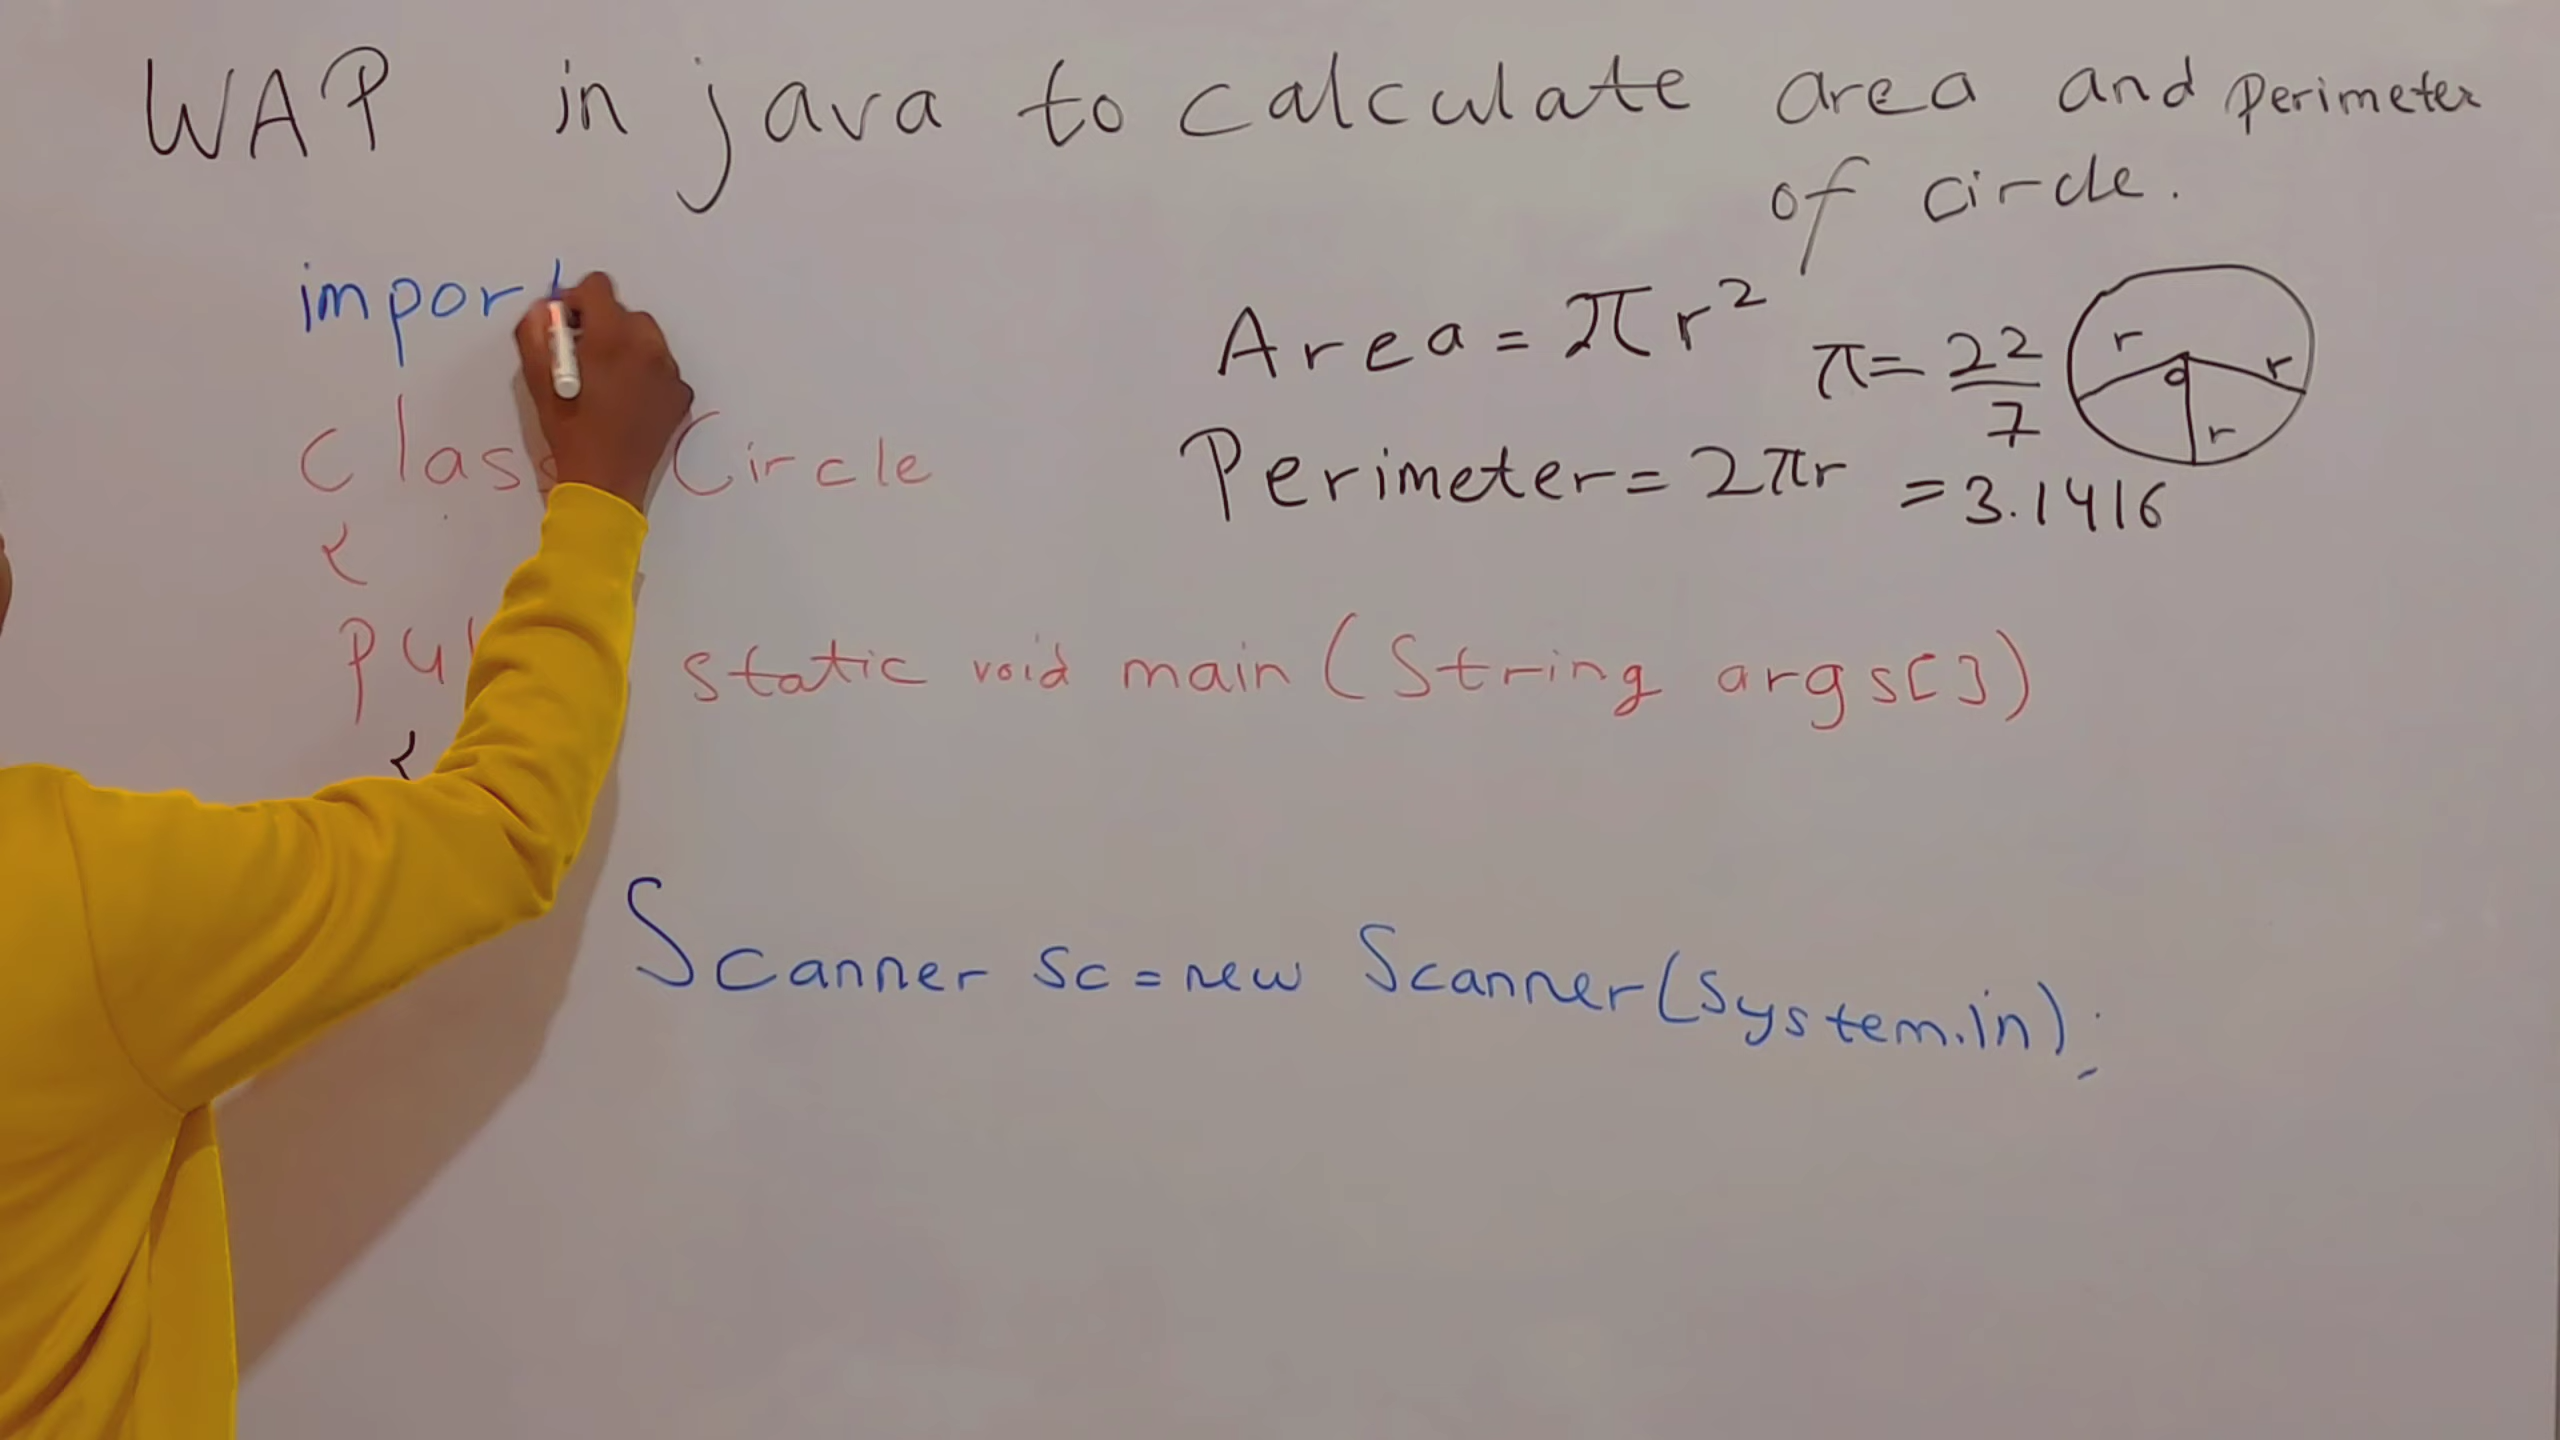 WAP in java to calculate area and perimeter
of circle.
import
Area = πr²
π = 22/7
r r r
class Circle
Perimeter = 2πr = 3.1416
{
static void main (String args[])
{
Scanner sc = new Scanner(System.in);